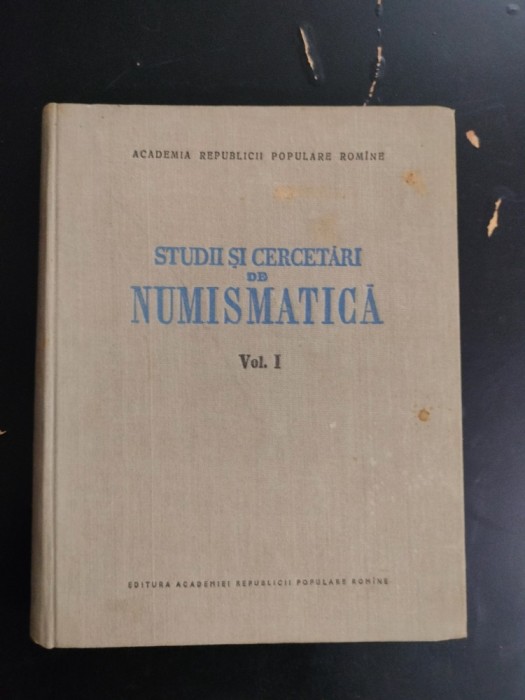 ACADEMIA REPUBLICII POPULARE ROMÎNE
STUDII ȘI CERCETĂRI
DE
NUMISMATICĂ
Vol. I
EDITURA ACADEMIEI REPUBLICII POPULARE ROMÎNE